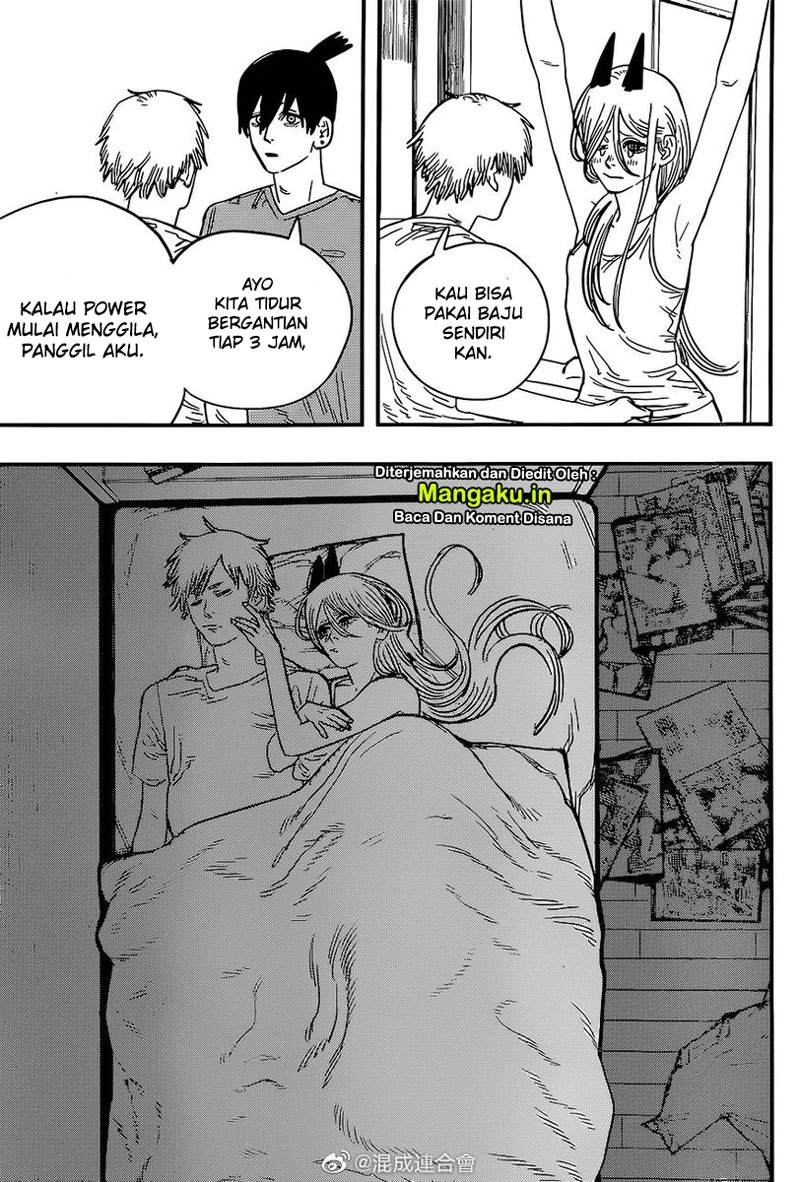 KAU BISA
PAKAI BAJU
SENDIRI
KAN.
AYO
KITA TIDUR
BERGANTIAN
TIAP 3 JAM,
KALAU POWER
MULAI MENGGILA,
PANGGIL AKU.
Diterjemahkan dan Diedit Oleh :
Mangaku.in
Baca Dan Koment Disana
@混成連合會